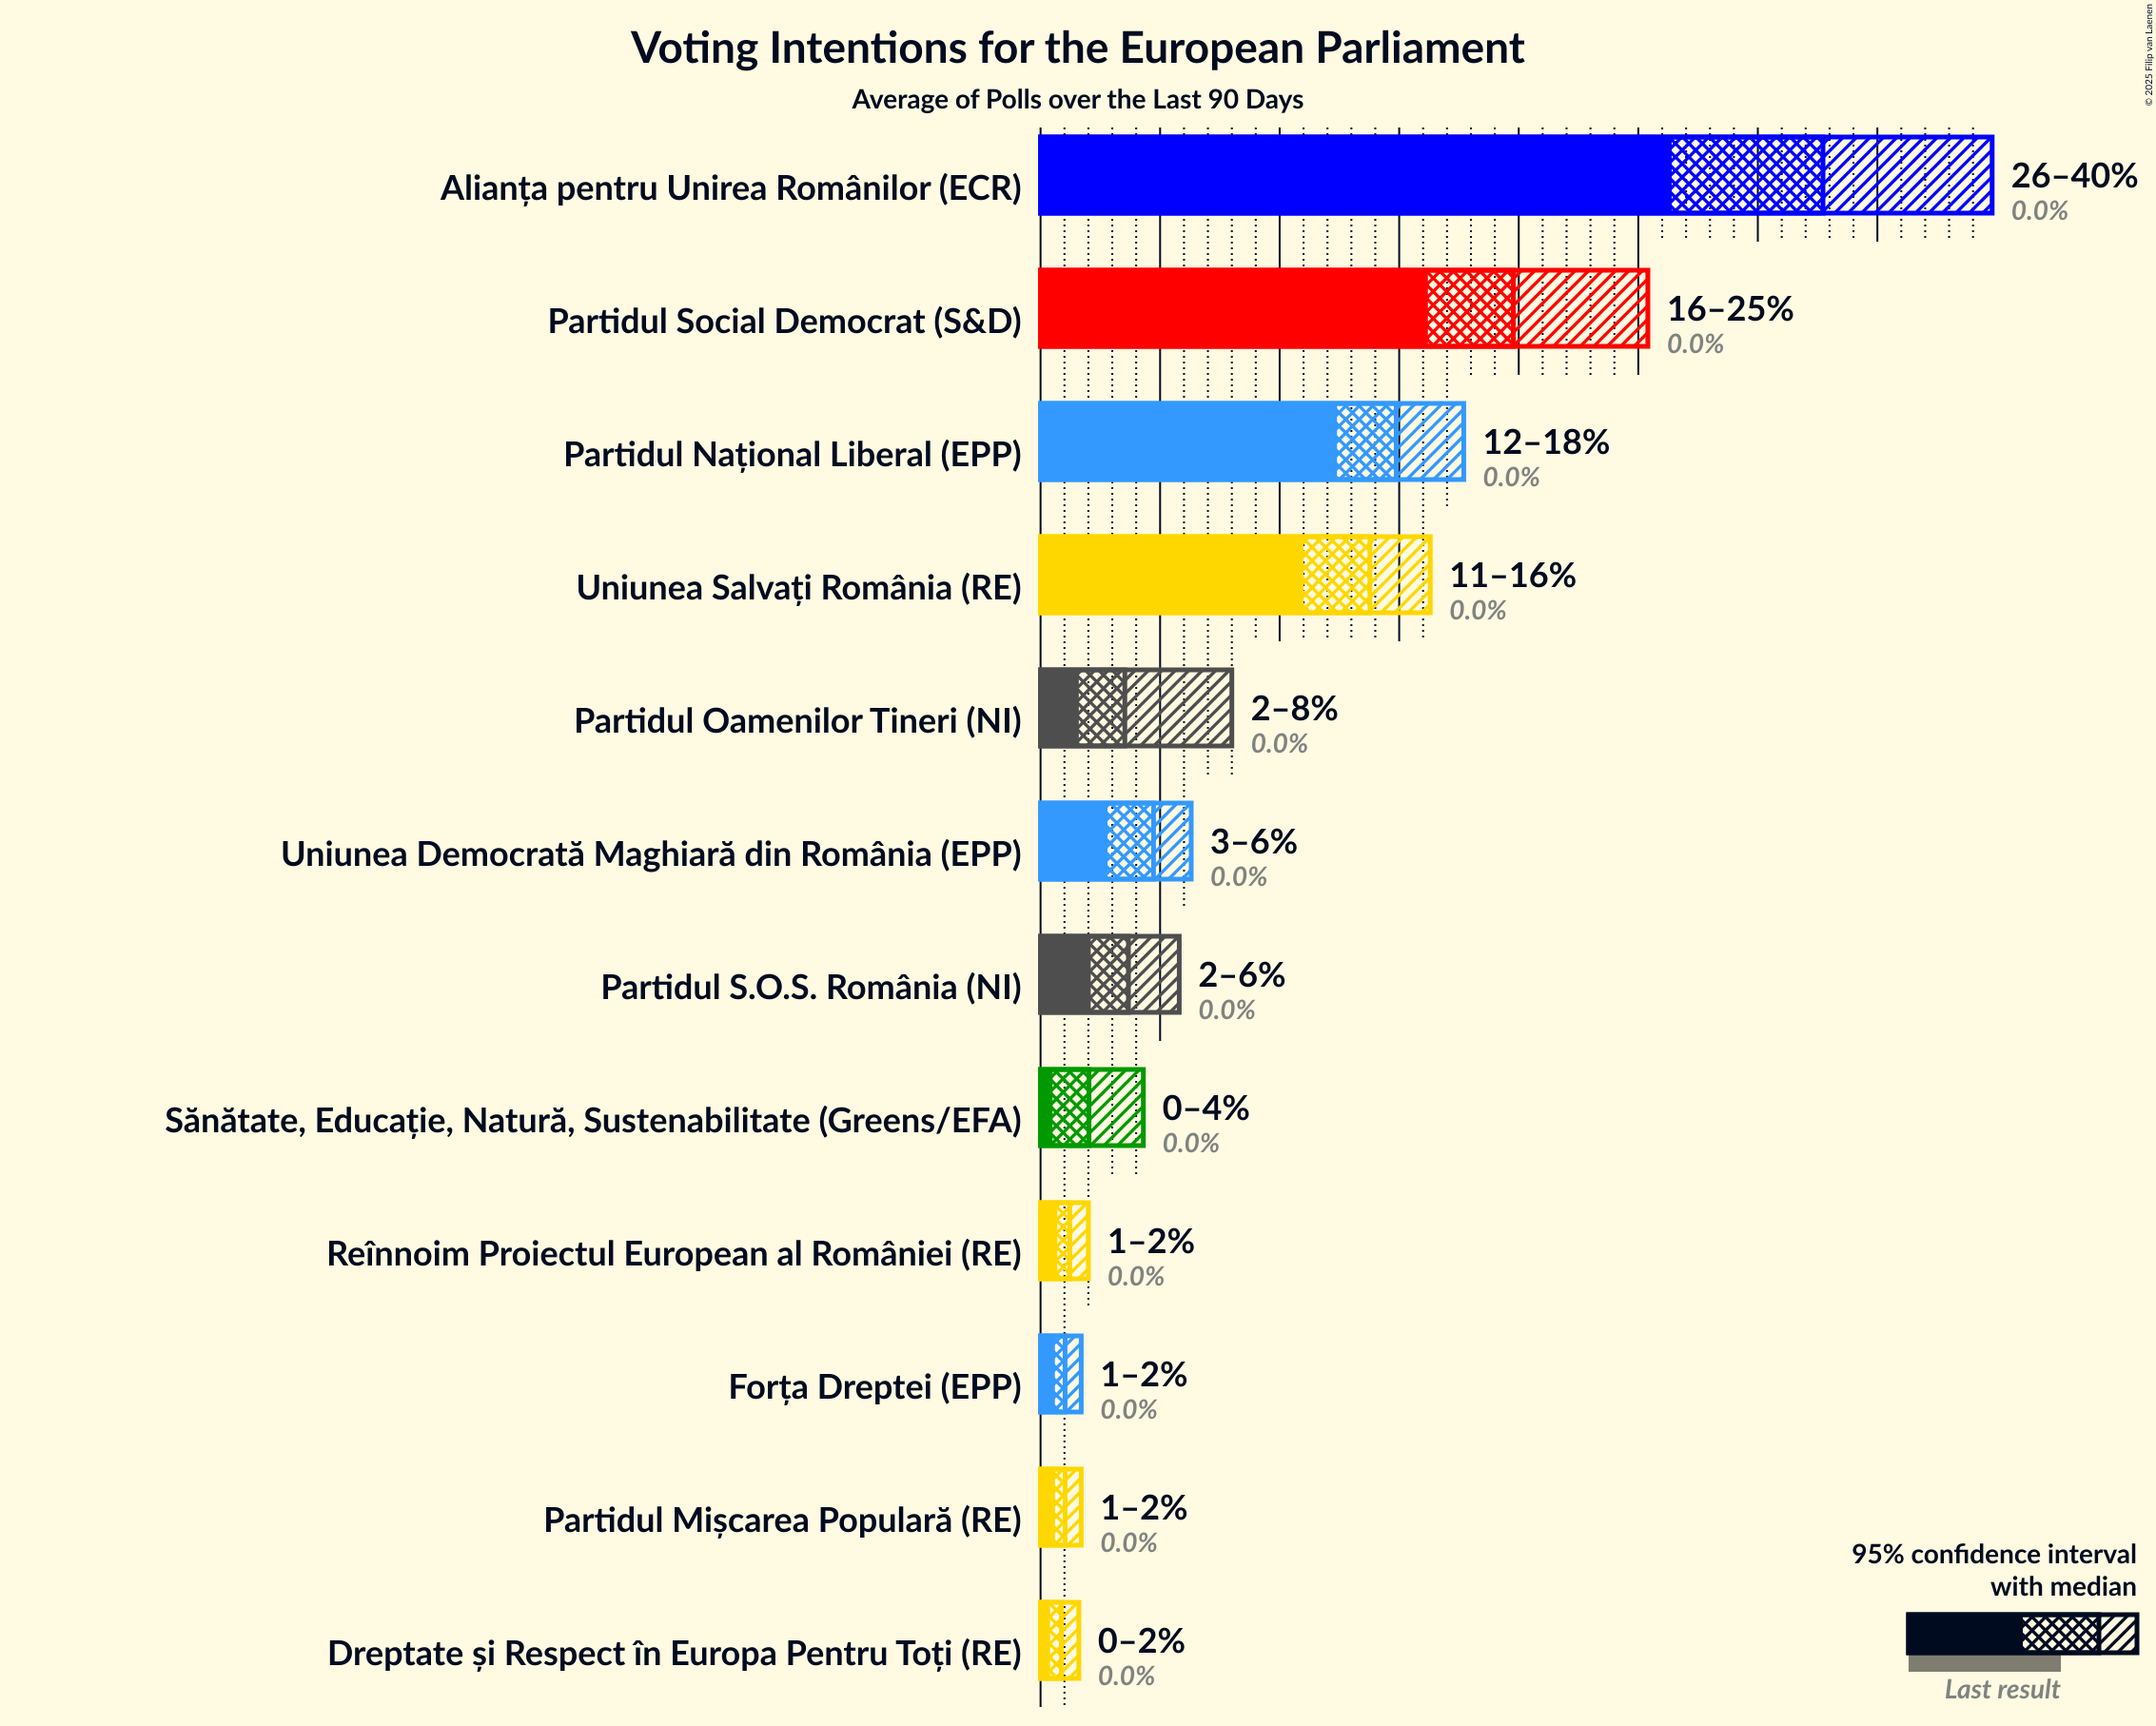 Voting Intentions for the European Parliament
Average of Polls over the Last 90 Days
© 2025 Filip van Laenen
Alianța pentru Unirea Românilor (ECR)
26–40%
0.0%
Partidul Social Democrat (S&D)
16–25%
0.0%
Partidul Național Liberal (EPP)
12–18%
0.0%
Uniunea Salvați România (RE)
11–16%
0.0%
Partidul Oamenilor Tineri (NI)
2–8%
0.0%
Uniunea Democrată Maghiară din România (EPP)
3–6%
0.0%
Partidul S.O.S. România (NI)
2–6%
0.0%
Sănătate, Educație, Natură, Sustenabilitate (Greens/EFA)
0–4%
0.0%
Reînnoim Proiectul European al României (RE)
1–2%
0.0%
Forța Dreptei (EPP)
1–2%
0.0%
Partidul Mișcarea Populară (RE)
1–2%
0.0%
Dreptate și Respect în Europa Pentru Toți (RE)
0–2%
0.0%
95% confidence interval
with median
Last result